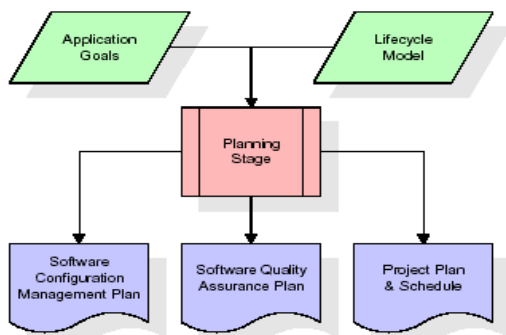 Application
Goals
Lifecycle
Model
Planning
Stage
Software
Configuration
Management Plan
Software Quality
Assurance Plan
Project Plan
& Schedule